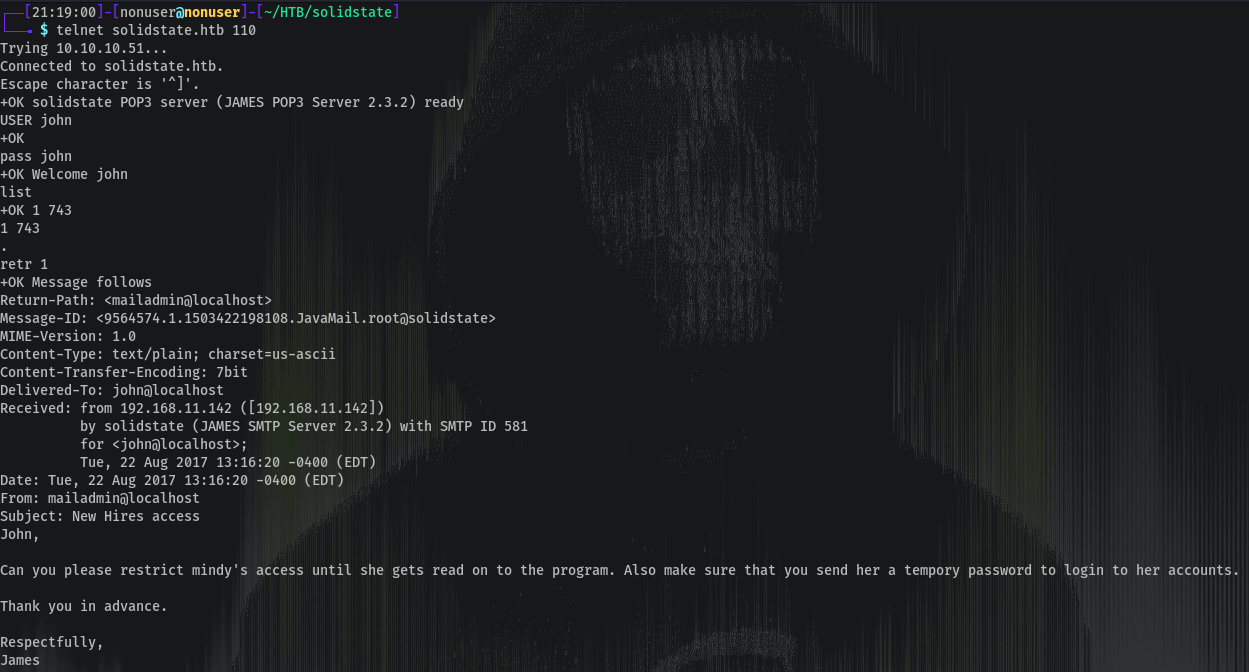 [21:19:00]-[nonuser@nonuser]-[~/HTB/solidstate]
$ telnet solidstate.htb 110
Trying 10.10.10.51...
Connected to solidstate.htb.
Escape character is '^]'.
+OK solidstate POP3 server (JAMES POP3 Server 2.3.2) ready
USER john
+OK
pass john
+OK Welcome john
list
+OK 1 743
1 743
.
retr 1
+OK Message follows
Return-Path: <mailadmin@localhost>
Message-ID: <9564574.1.1503422198108.JavaMail.root@solidstate>
MIME-Version: 1.0
Content-Type: text/plain; charset=us-ascii
Content-Transfer-Encoding: 7bit
Delivered-To: john@localhost
Received: from 192.168.11.142 ([192.168.11.142])
by solidstate (JAMES SMTP Server 2.3.2) with SMTP ID 581
for <john@localhost>;
Tue, 22 Aug 2017 13:16:20 -0400 (EDT)
Date: Tue, 22 Aug 2017 13:16:20 -0400 (EDT)
From: mailadmin@localhost
Subject: New Hires access
John,
Can you please restrict mindy's access until she gets read on to the program. Also make sure that you send her a tempory password to login to her accounts.
Thank you in advance.
Respectfully,
James